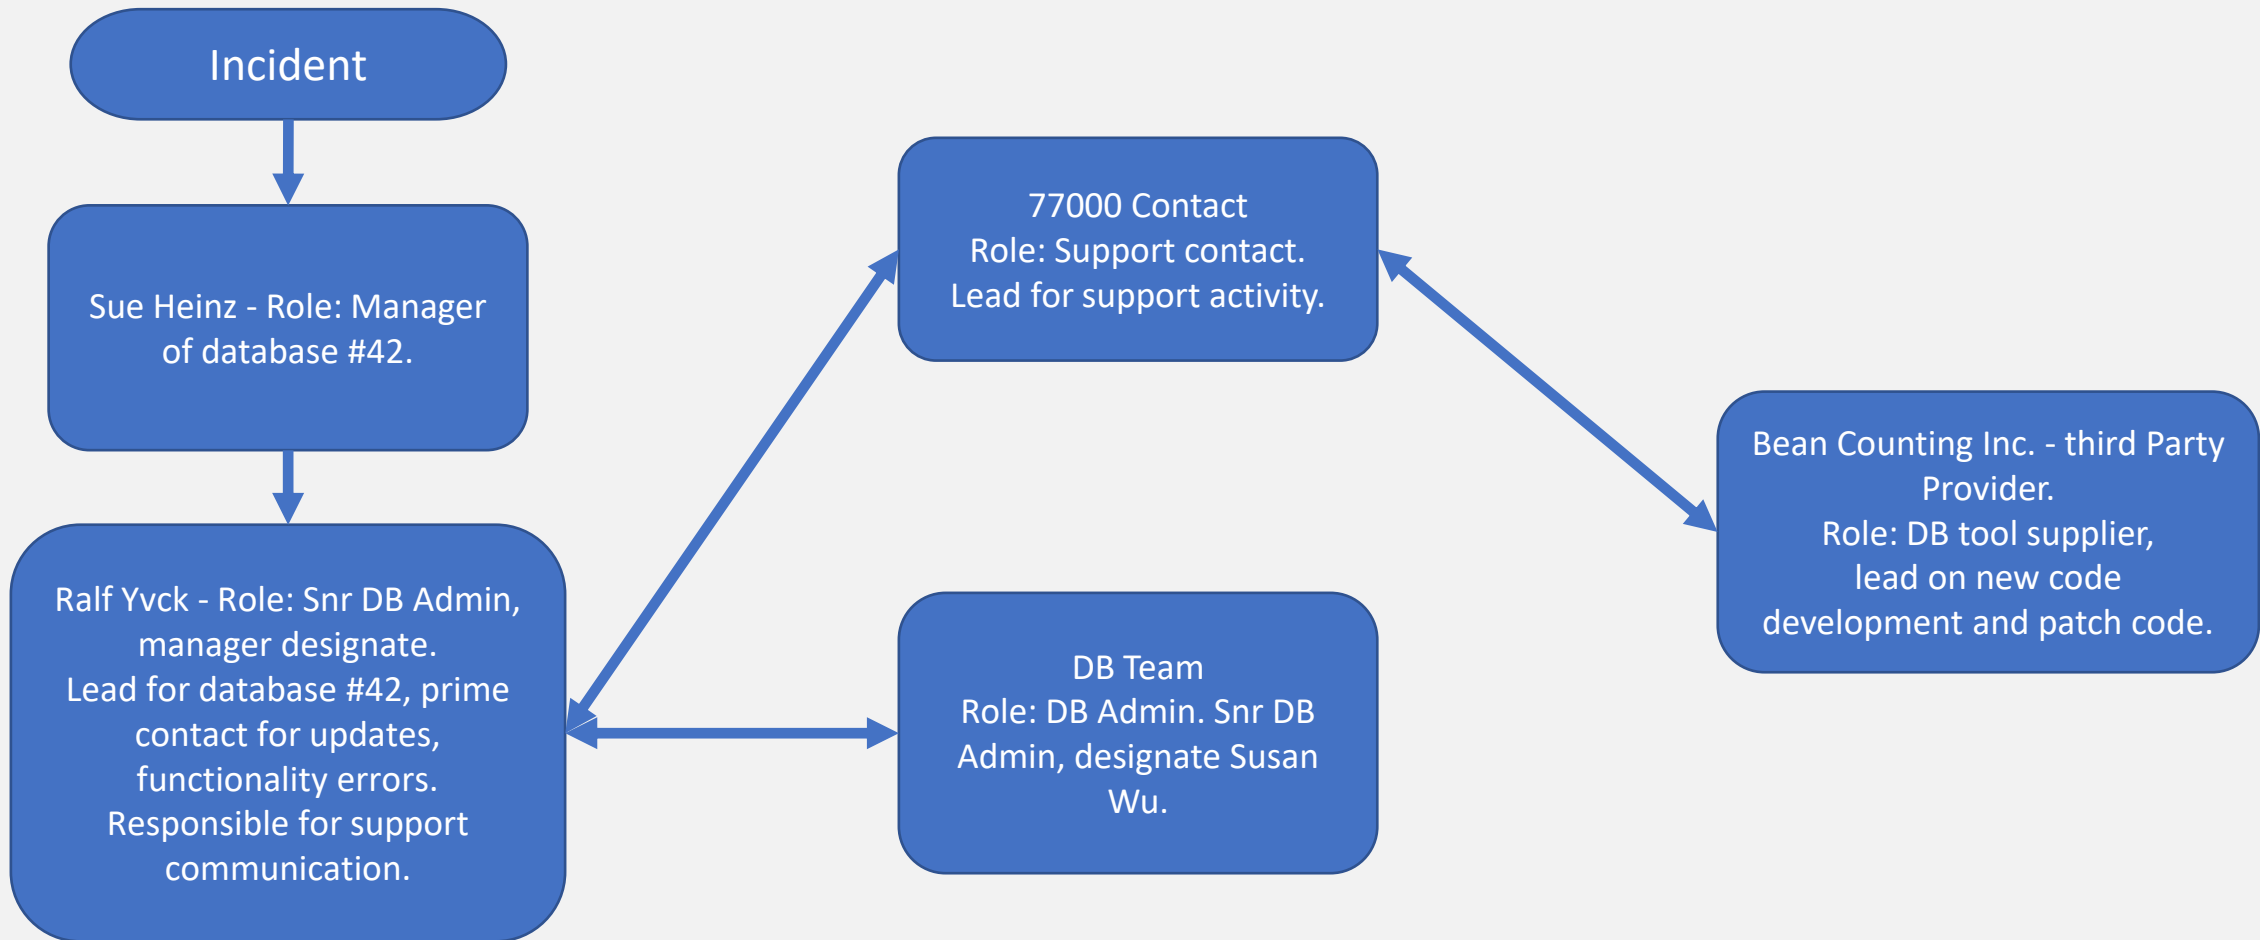 Incident
Sue Heinz - Role: Manager
of database #42.
Ralf Yvck - Role: Snr DB Admin,
manager designate.
Lead for database #42, prime
contact for updates,
functionality errors.
Responsible for support
communication.
77000 Contact
Role: Support contact.
Lead for support activity.
DB Team
Role: DB Admin. Snr DB
Admin, designate Susan
Wu.
Bean Counting Inc. - third Party
Provider.
Role: DB tool supplier,
lead on new code
development and patch code.